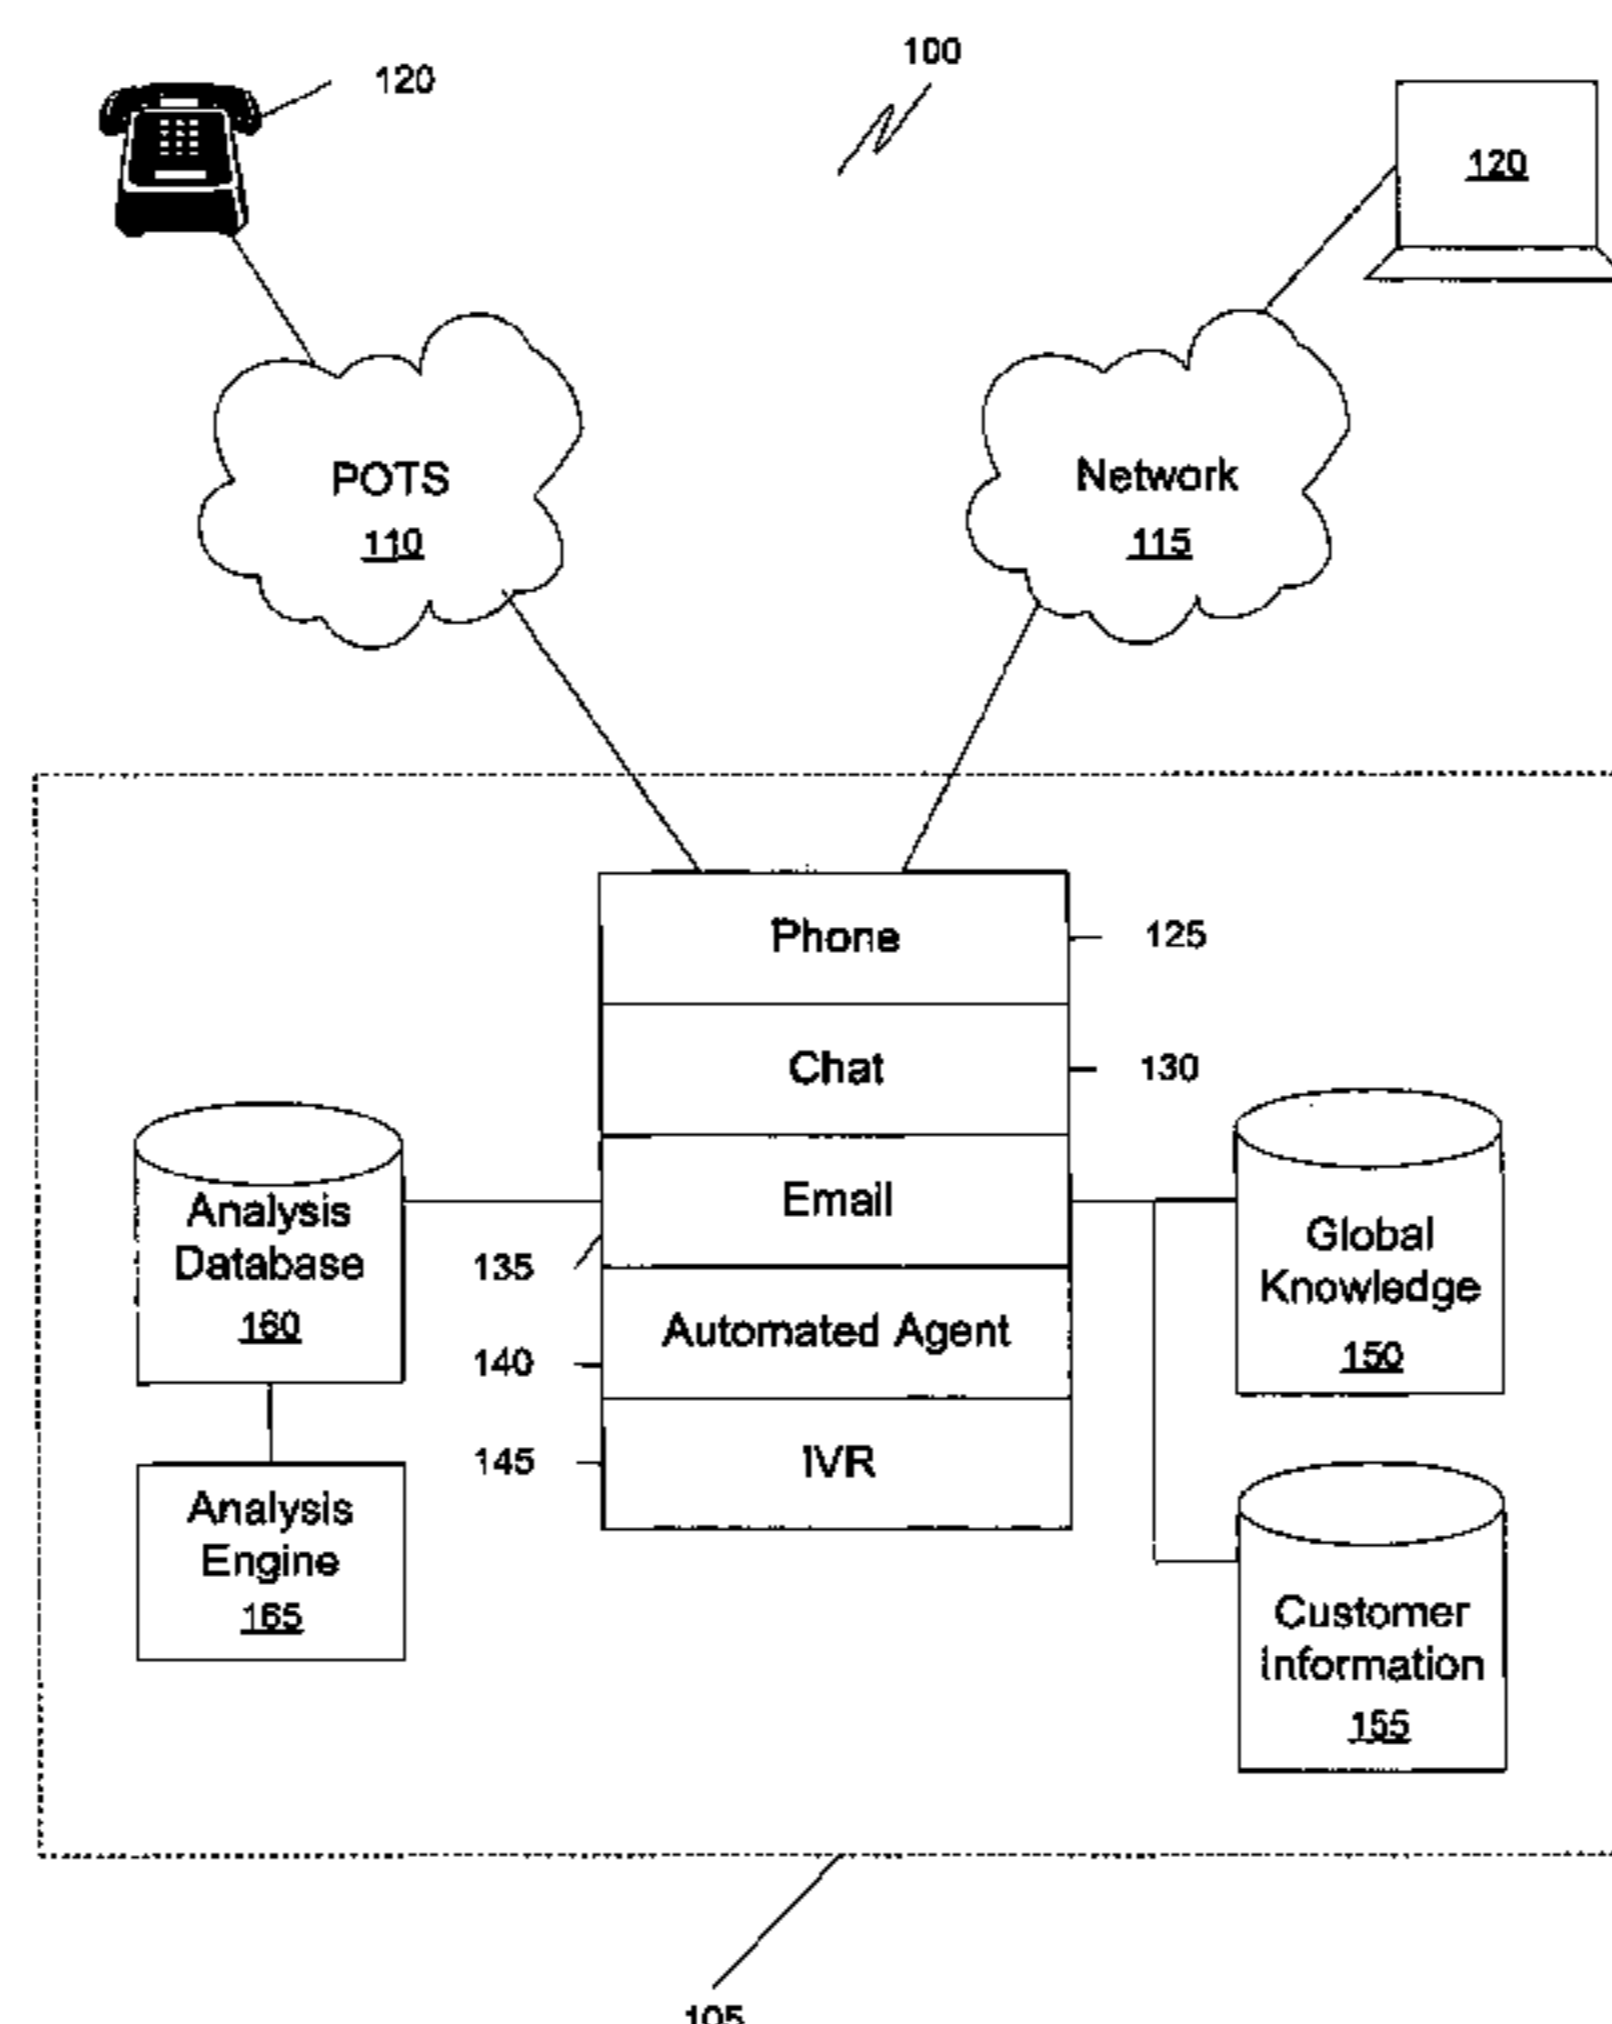 100
120
120
POTS
110
Network
115
Phone
125
Chat
130
Email
135
Automated Agent
140
IVR
145
Analysis
Database
160
Analysis
Engine
165
Global
Knowledge
150
Customer
Information
155
105